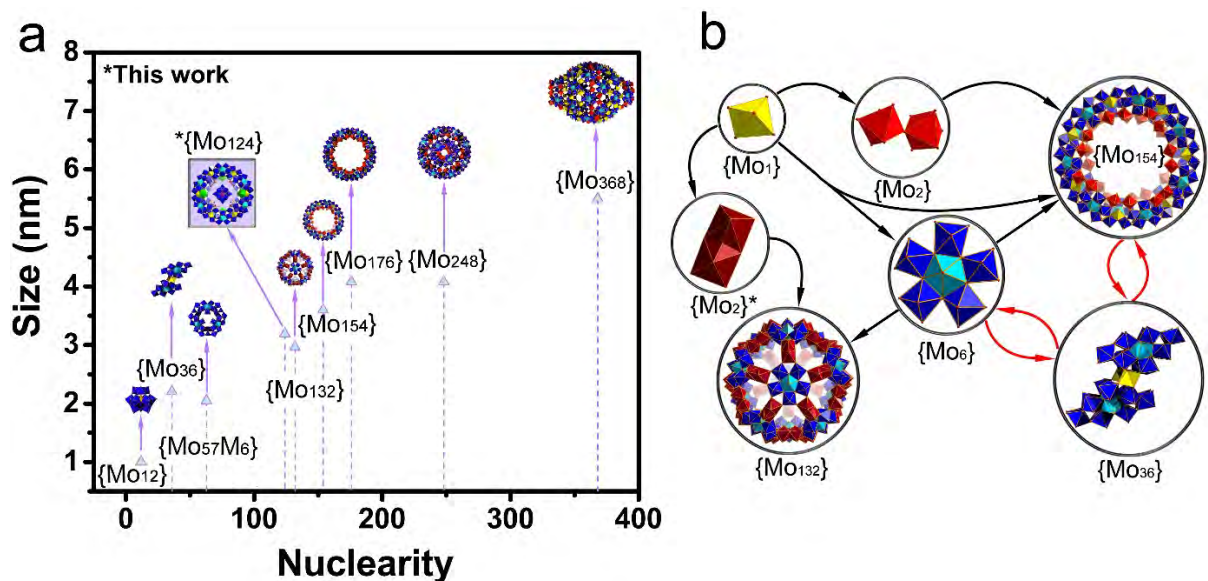 a
8
7
6
5
4
3
2
1
Size (nm)
*This work
*{Mo124}
{Mo368}
{Mo176}
{Mo248}
{Mo154}
{Mo36}
{Mo132}
{Mo57M6}
{Mo12}
0
100
200
300
400
Nuclearity
b
{Mo1}
{Mo2}
{Mo154}
{Mo2}*
{Mo6}
{Mo132}
{Mo36}